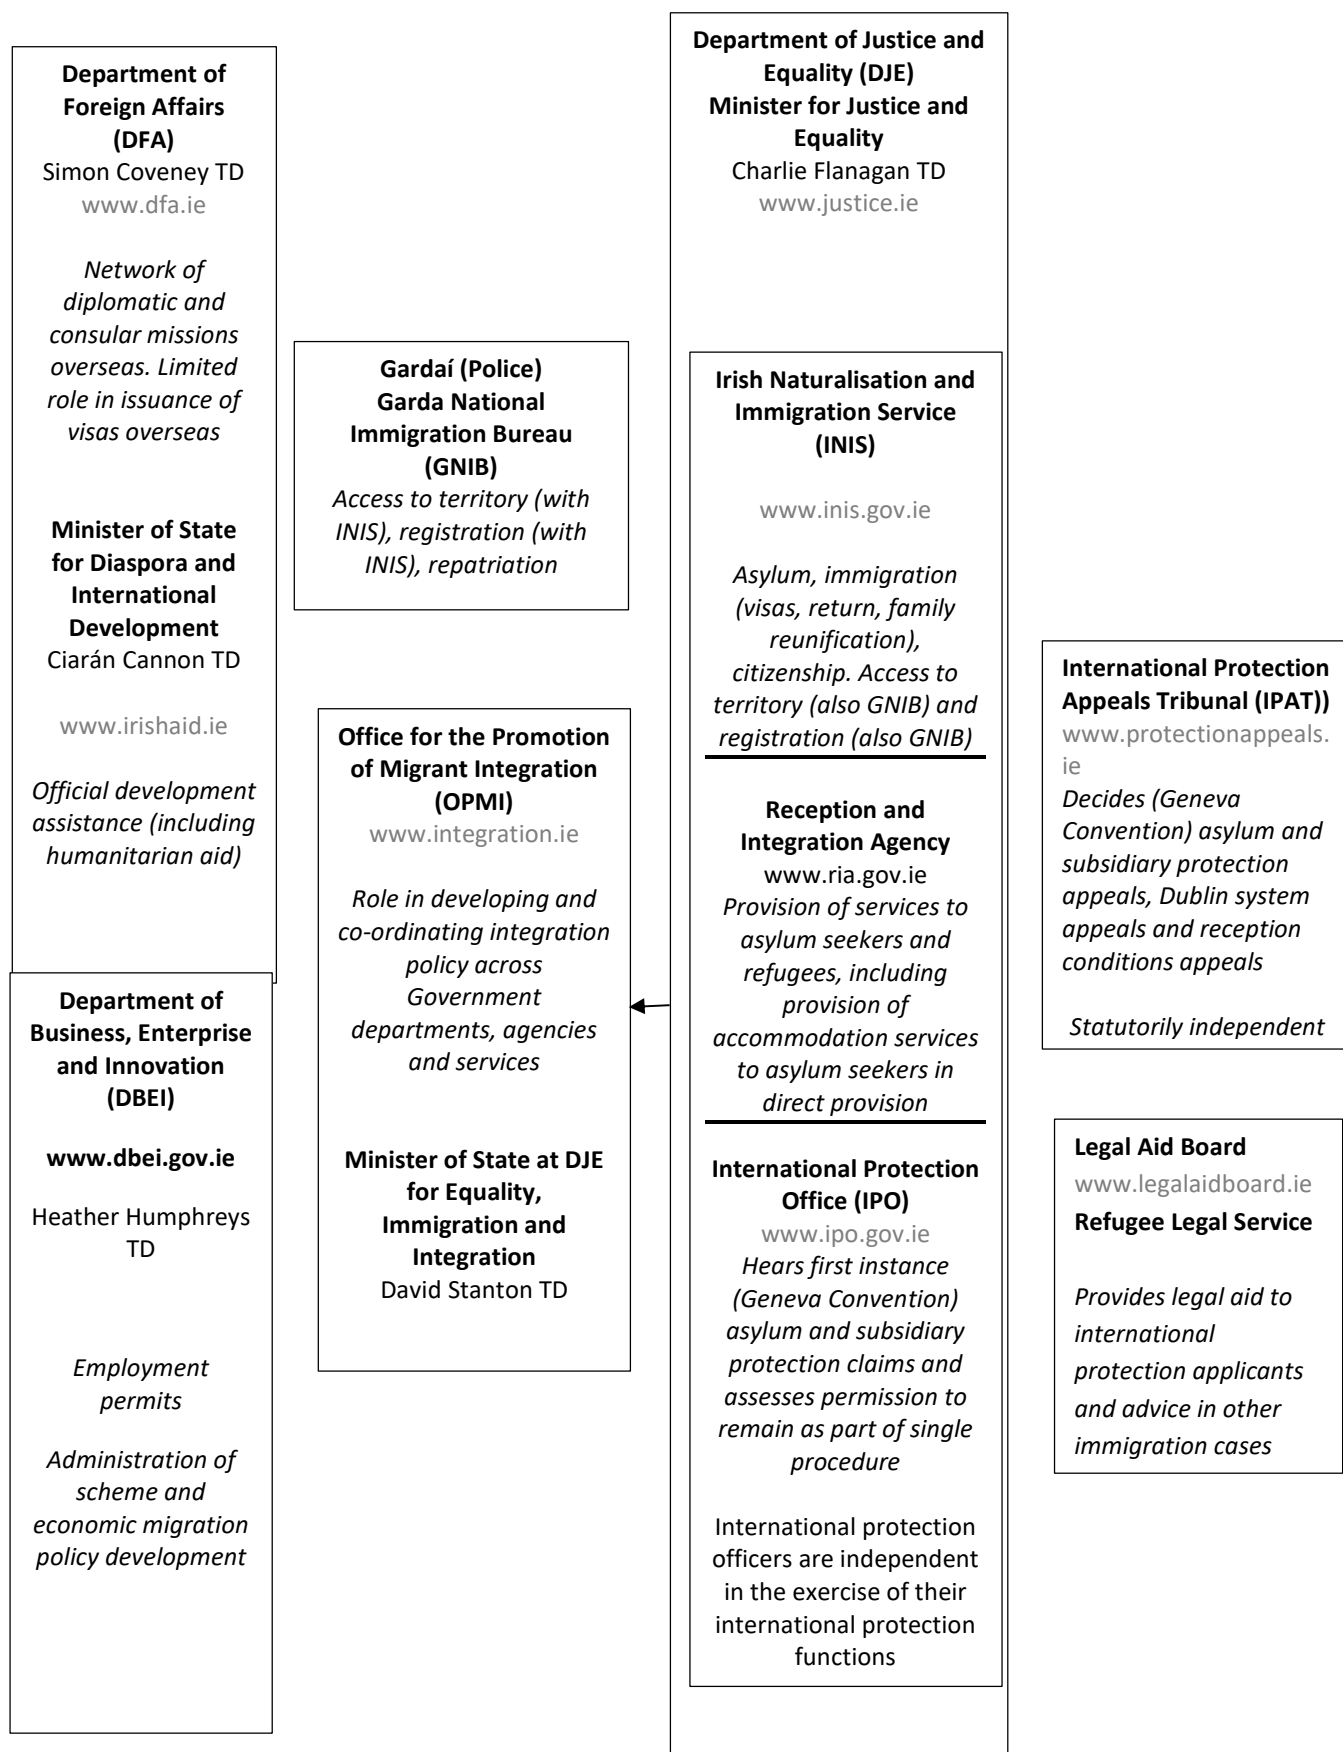 Department of
Foreign Affairs
(DFA)
Simon Coveney TD
www.dfa.ie
Network of
diplomatic and
consular missions
overseas. Limited
role in issuance of
visas overseas
Minister of State
for Diaspora and
International
Development
Ciarán Cannon TD
www.irishaid.ie
Official development
assistance (including
humanitarian aid)
Department of
Business, Enterprise
and Innovation
(DBEI)
www.dbei.gov.ie
Heather Humphreys
TD
Employment
permits
Administration of
scheme and
economic migration
policy development
Gardaí (Police)
Garda National
Immigration Bureau
(GNIB)
Access to territory (with
INIS), registration (with
INIS), repatriation
Office for the Promotion
of Migrant Integration
(OPMI)
www.integration.ie
Role in developing and
co-ordinating integration
policy across
Government
departments, agencies
and services
Minister of State at DJE
for Equality,
Immigration and
Integration
David Stanton TD
Department of Justice and
Equality (DJE)
Minister for Justice and
Equality
Charlie Flanagan TD
www.justice.ie
Irish Naturalisation and
Immigration Service
(INIS)
www.inis.gov.ie
Asylum, immigration
(visas, return, family
reunification),
citizenship. Access to
territory (also GNIB) and
registration (also GNIB)
Reception and
Integration Agency
www.ria.gov.ie
Provision of services to
asylum seekers and
refugees, including
provision of
accommodation services
to asylum seekers in
direct provision
International Protection
Office (IPO)
www.ipo.gov.ie
Hears first instance
(Geneva Convention)
asylum and subsidiary
protection claims and
assesses permission to
remain as part of single
procedure
International protection
officers are independent
in the exercise of their
international protection
functions
International Protection
Appeals Tribunal (IPAT))
www.protectionappeals.
ie
Decides (Geneva
Convention) asylum and
subsidiary protection
appeals, Dublin system
appeals and reception
conditions appeals
Statutorily independent
Legal Aid Board
www.legalaidboard.ie
Refugee Legal Service
Provides legal aid to
international
protection applicants
and advice in other
immigration cases